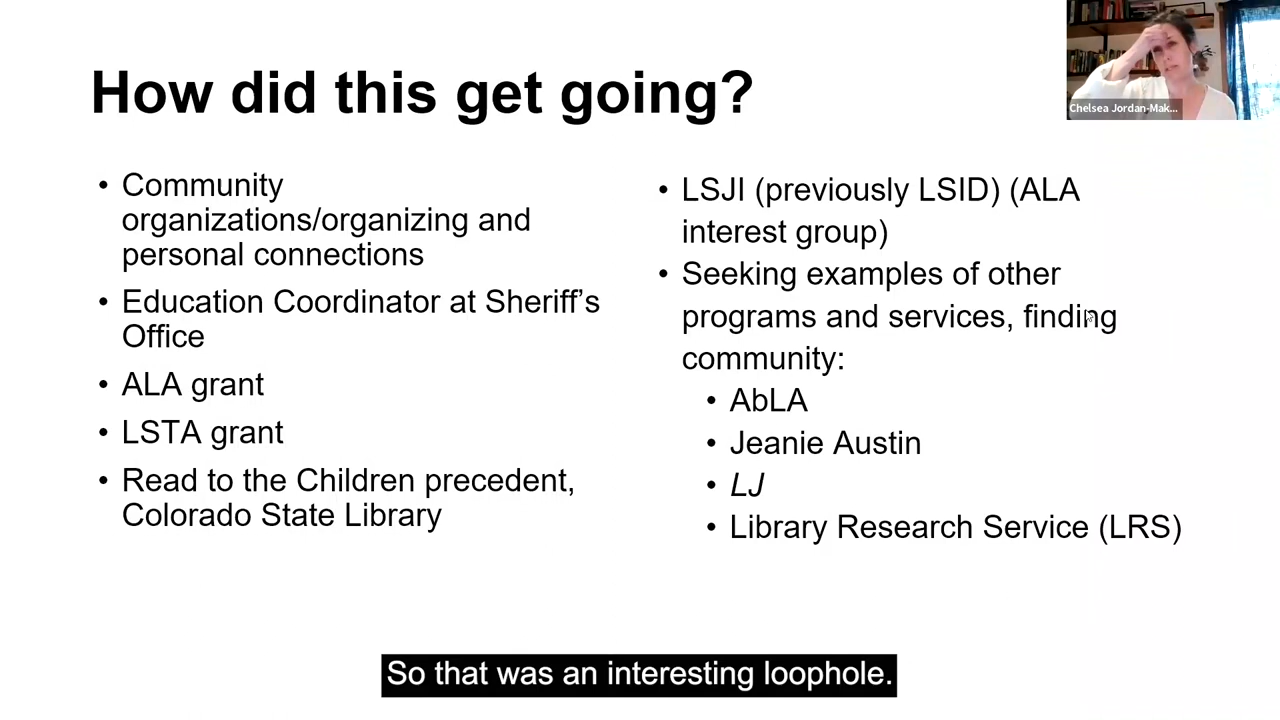 How did this get going?
Chelsea Jordan-Mak...
• Community
organizations/organizing and
personal connections
• Education Coordinator at Sheriff’s
Office
• ALA grant
• LSTA grant
• Read to the Children precedent,
Colorado State Library
• LSJI (previously LSID) (ALA
interest group)
• Seeking examples of other
programs and services, finding
community:
• AbLA
• Jeanie Austin
• LJ
• Library Research Service (LRS)
So that was an interesting loophole.